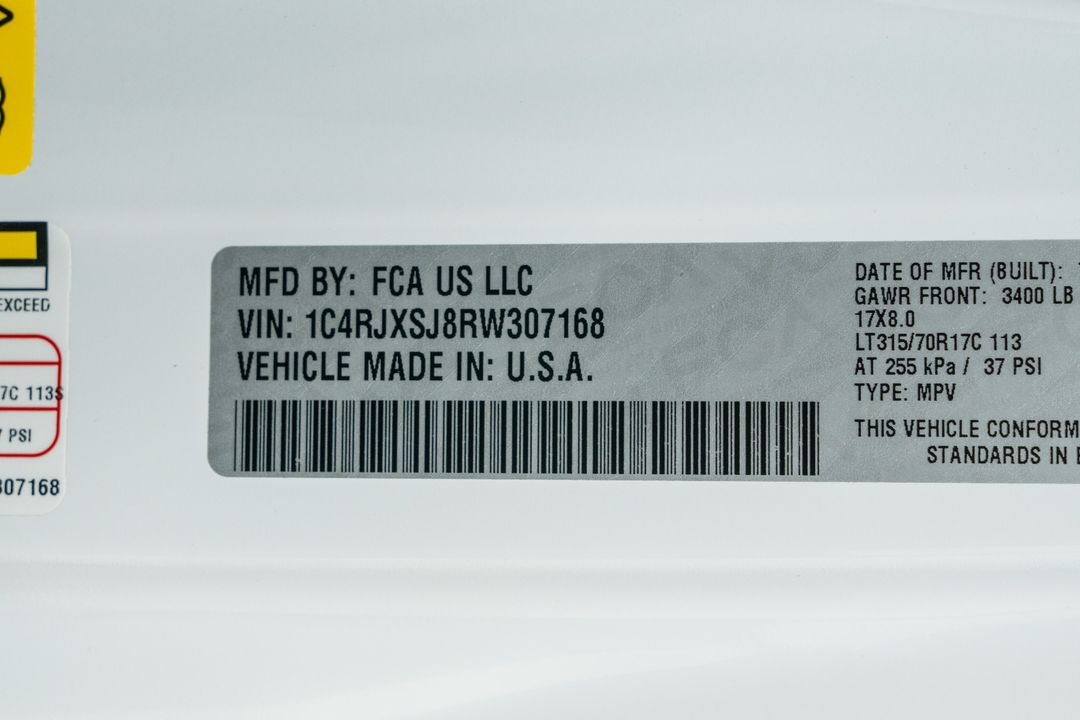 EXCEED
7C 113S
PSI
307168
MFD BY: FCA US LLC
VIN: 1C4RJXSJ8RW307168
VEHICLE MADE IN: U.S.A.
DATE OF MFR (BUILT):
GAWR FRONT: 3400 LB
17X8.0
LT315/70R17C 113
AT 255 kPa / 37 PSI
TYPE: MPV
THIS VEHICLE CONFORM
STANDARDS IN